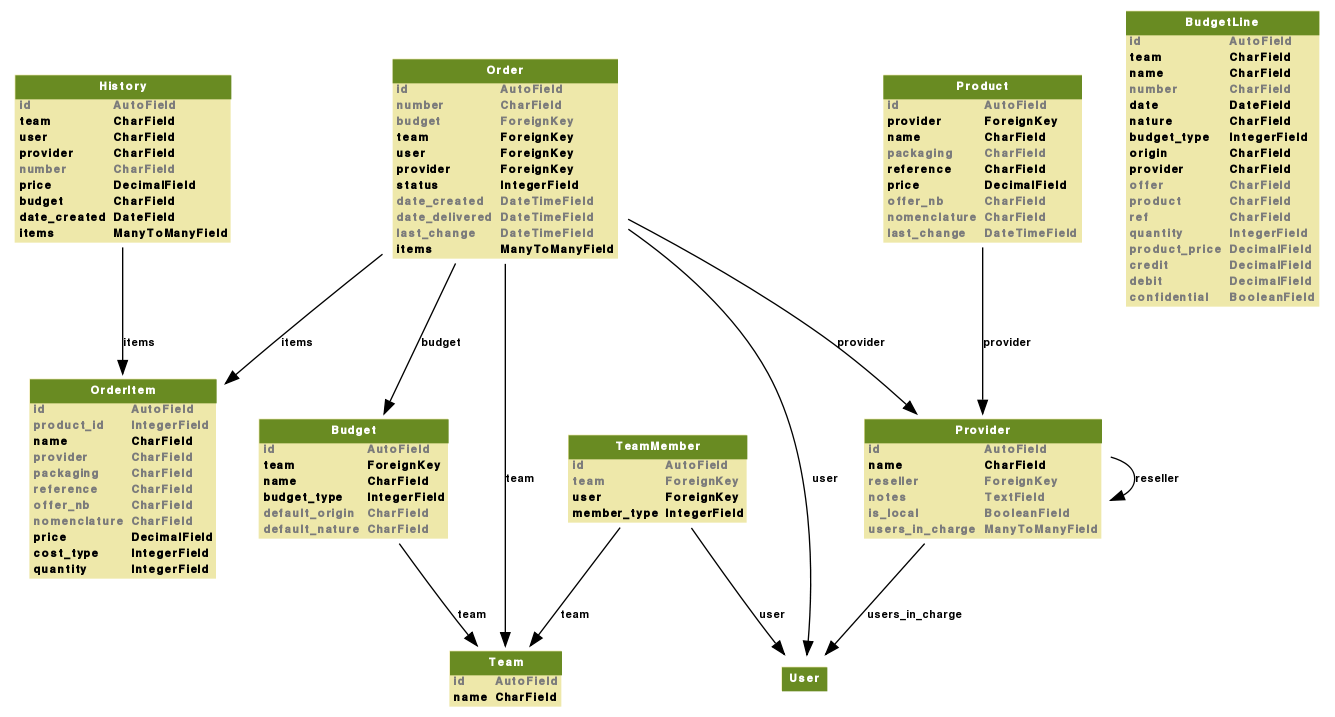 History
id AutoField
team CharField
user CharField
provider CharField
number CharField
price DecimalField
budget CharField
date_created DateField
items ManyToManyField
Order
id AutoField
number CharField
budget ForeignKey
team ForeignKey
user ForeignKey
provider ForeignKey
status IntegerField
date_created DateTimeField
date_delivered DateTimeField
last_change DateTimeField
items ManyToManyField
Product
id AutoField
provider ForeignKey
name CharField
packaging CharField
reference CharField
price DecimalField
offer_nb CharField
nomenclature CharField
last_change DateTimeField
BudgetLine
id AutoField
team CharField
name CharField
number CharField
date DateField
nature CharField
budget_type IntegerField
origin CharField
provider CharField
offer CharField
product CharField
ref CharField
quantity IntegerField
product_price DecimalField
credit DecimalField
debit DecimalField
confidential BooleanField
items
items
budget
provider
provider
OrderItem
id AutoField
product_id IntegerField
name CharField
provider CharField
packaging CharField
reference CharField
offer_nb CharField
nomenclature CharField
price DecimalField
cost_type IntegerField
quantity IntegerField
Budget
id AutoField
team ForeignKey
name CharField
budget_type IntegerField
default_origin CharField
default_nature CharField
team
TeamMember
id AutoField
team ForeignKey
user ForeignKey
member_type IntegerField
user
Provider
id AutoField
name CharField
reseller ForeignKey
notes TextField
is_local BooleanField
users_in_charge ManyToManyField
reseller
team
team
user
users_in_charge
Team
id AutoField
name CharField
User